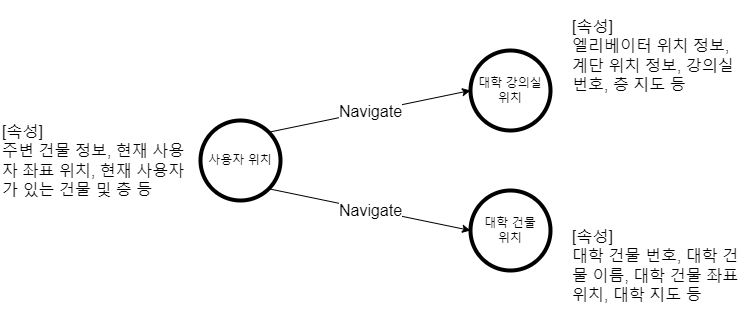 [속성]
엘리베이터 위치 정보,
계단 위치 정보, 강의실
번호, 층 지도 등
대학 강의실
위치
Navigate
[속성]
주변 건물 정보, 현재 사용
자 좌표 위치, 현재 사용자
가 있는 건물 및 층 등
사용자 위치
Navigate
대학 건물
위치
[속성]
대학 건물 번호, 대학 건
물 이름, 대학 건물 좌표
위치, 대학 지도 등